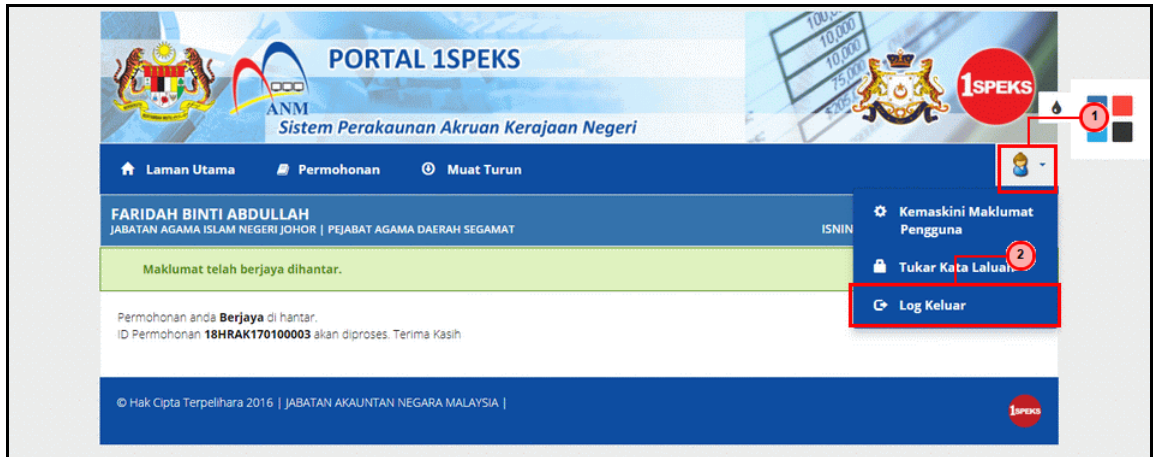 PORTAL 1SPEKS
ANM
Sistem Perakaunan Akruan Kerajaan Negeri
1SPEKS
1
Laman Utama Permohonan Muat Turun
FARIDAH BINTI ABDULLAH
JABATAN AGAMA ISLAM NEGERI JOHOR | PEJABAT AGAMA DAERAH SEGAMAT
ISNIN
Kemaskini Maklumat
Pengguna
2
Maklumat telah berjaya dihantar.
Tukar Kata Laluan
Log Keluar
Permohonan anda Berjaya di hantar.
ID Permohonan 18HRAK170100003 akan diproses. Terima Kasih
© Hak Cipta Terpelihara 2016 | JABATAN AKAUNTAN NEGARA MALAYSIA |
1SPEKS